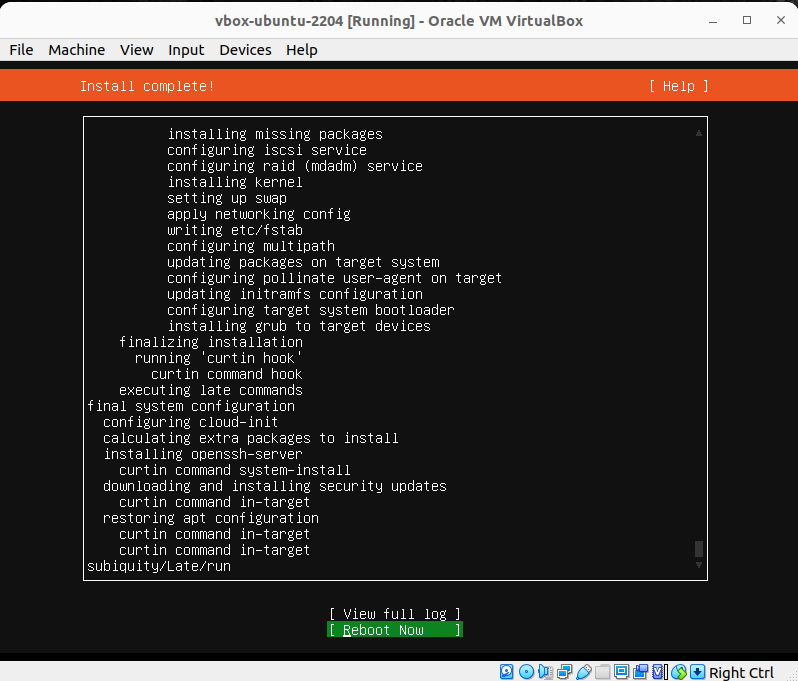 vbox-ubuntu-2204 [Running] - Oracle VM VirtualBox
File Machine View Input Devices Help
Install complete! [ Help ]
installing missing packages
configuring iscsi service
configuring raid (mdadm) service
installing kernel
setting up swap
apply networking config
writing etc/fstab
configuring multipath
updating packages on target system
configuring pollinate user-agent on target
updating initramfs configuration
configuring target system bootloader
installing grub to target devices
finalizing installation
running 'curtin hook'
curtin command hook
executing late commands
final system configuration
configuring cloud-init
calculating extra packages to install
installing openssh-server
curtin command system-install
downloading and installing security updates
curtin command in-target
restoring apt configuration
curtin command in-target
curtin command in-target
subiquity/Late/run
[ View full log ]
[ Reboot Now ]
Right Ctrl